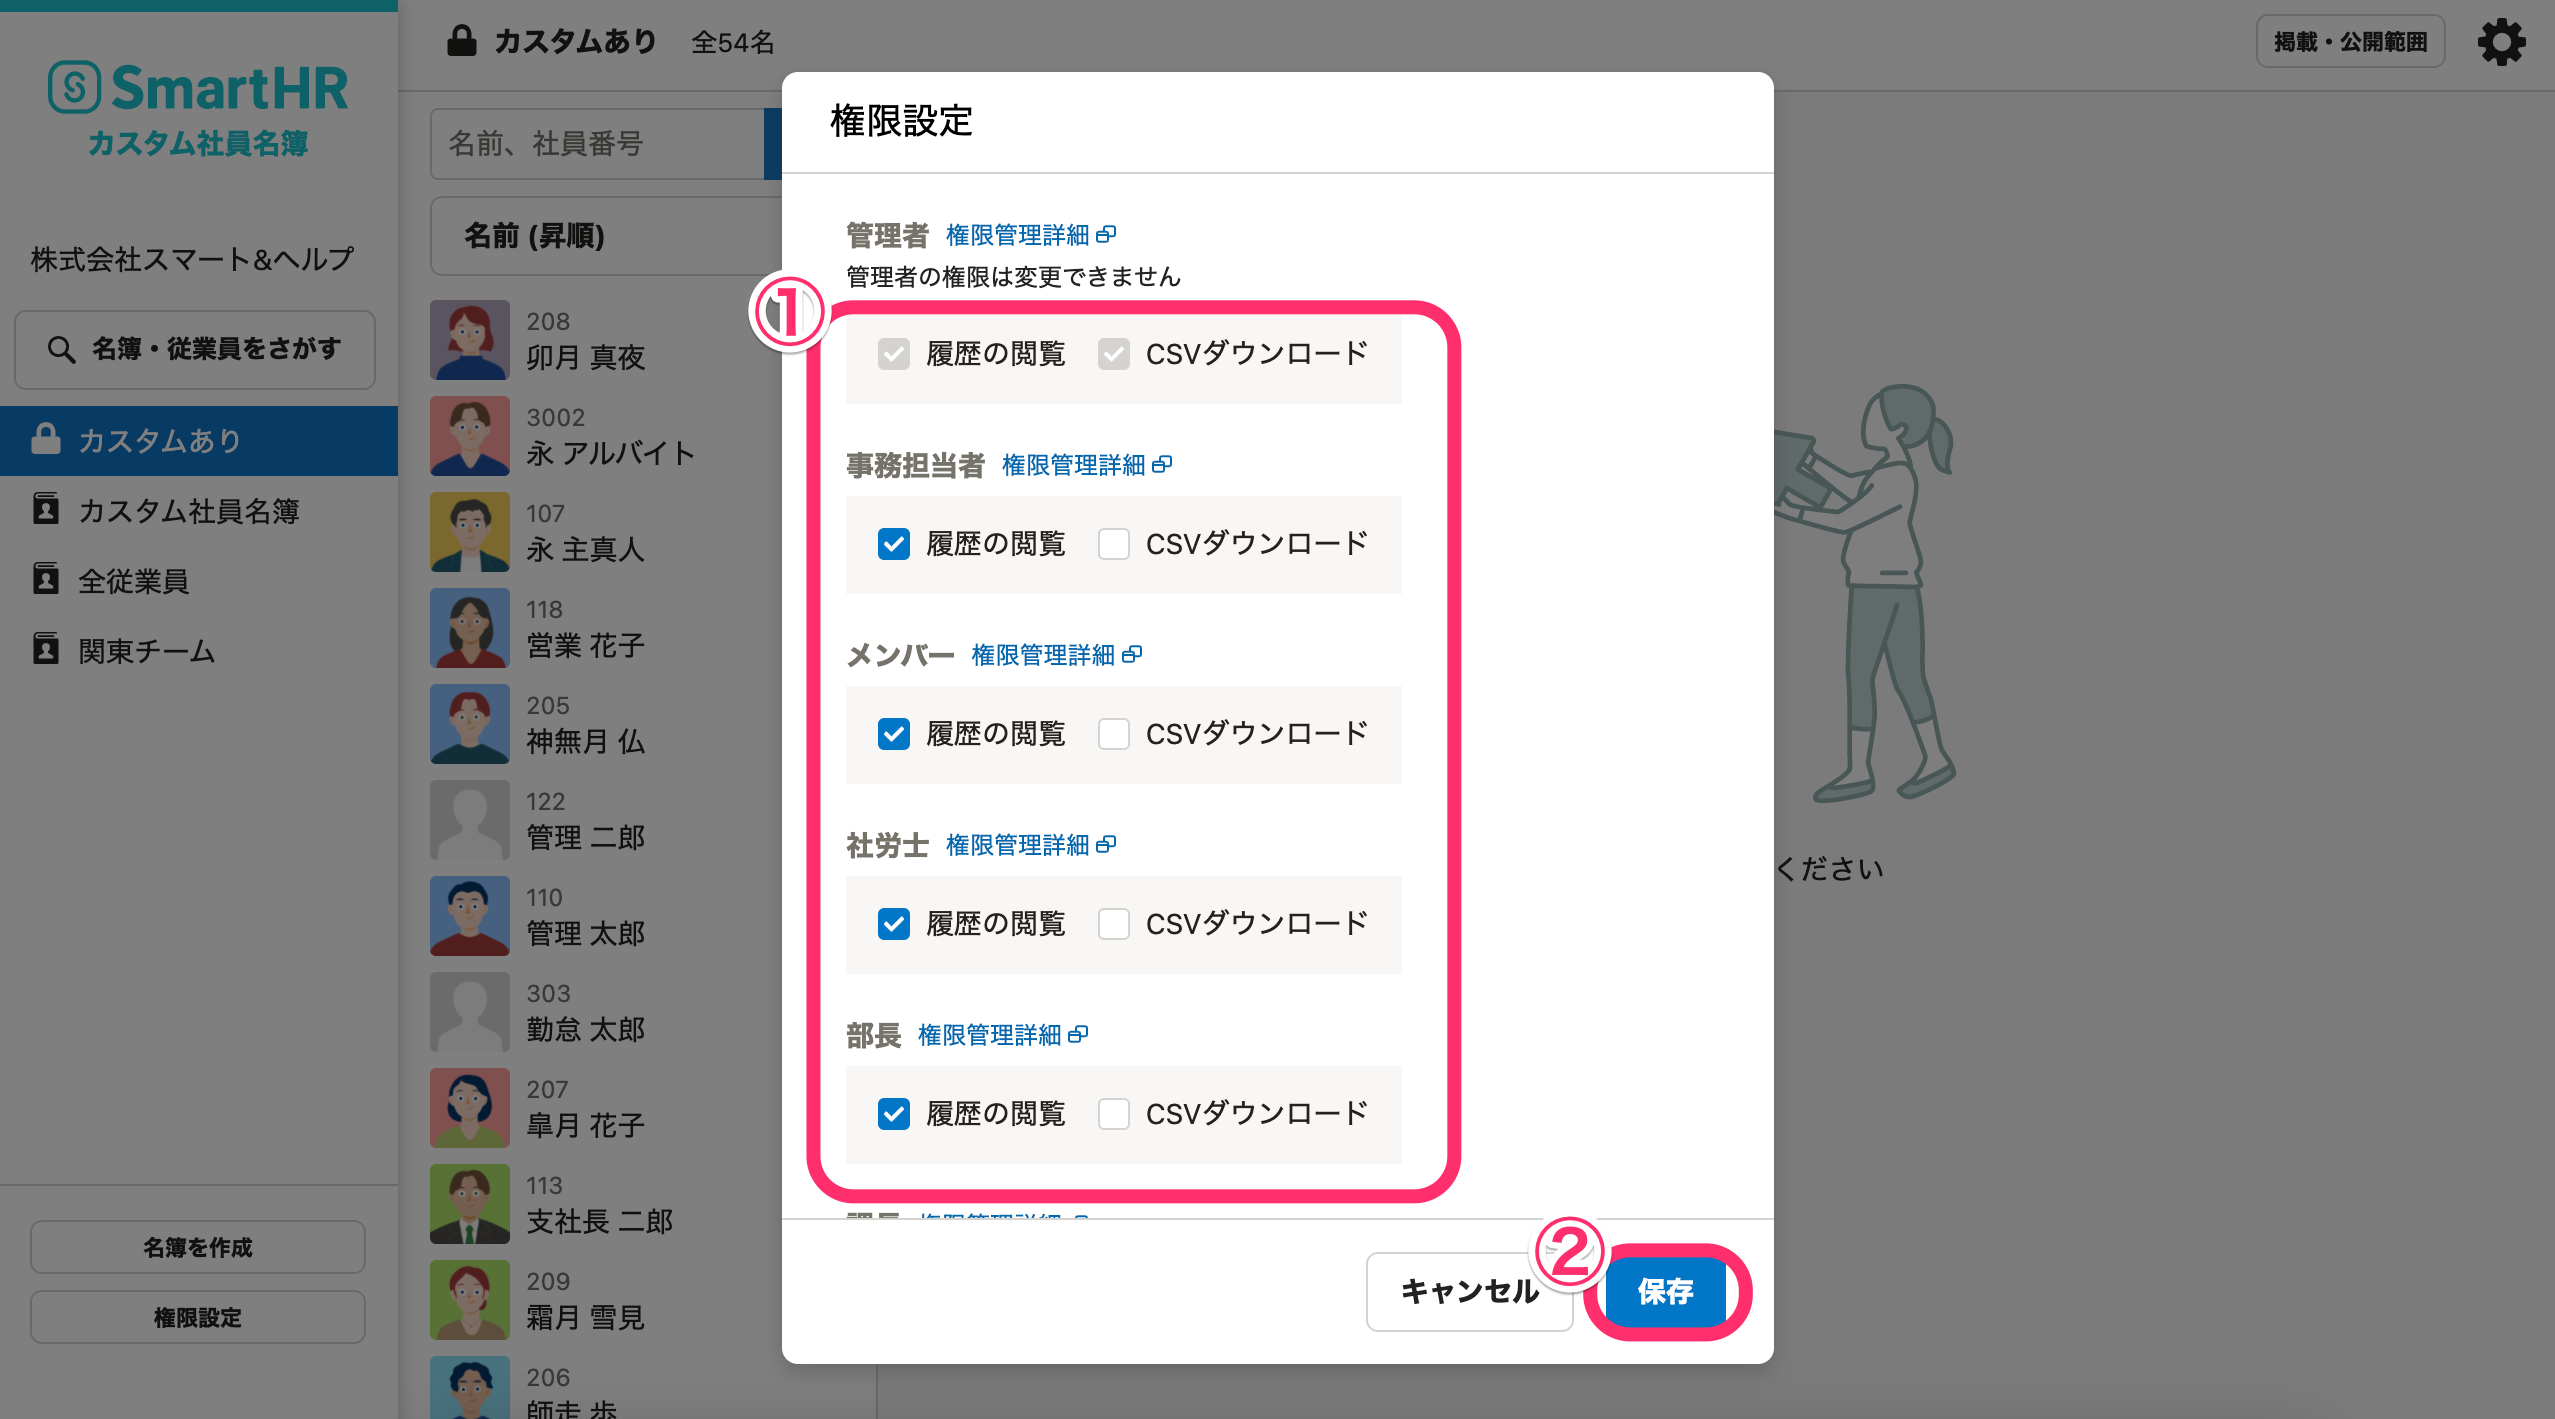 SmartHR
カスタム社員名簿
株式会社スマート&ヘルプ
名簿・従業員をさがす
カスタムあり
カスタム社員名簿
全従業員
関東チーム
名簿を作成
権限設定
カスタムあり 全54名
掲載・公開範囲
名前、社員番号
名前 (昇順)
208
卯月 真夜
3002
永 アルバイト
107
永 主真人
118
営業 花子
205
神無月 仏
122
管理 二郎
110
管理 太郎
303
勤怠 太郎
207
皐月 花子
113
支社長 二郎
209
霜月 雪見
206
師走 歩
ください
権限設定
管理者 権限管理詳細
管理者の権限は変更できません
①
履歴の閲覧 CSVダウンロード
事務担当者 権限管理詳細
履歴の閲覧 CSVダウンロード
メンバー 権限管理詳細
履歴の閲覧 CSVダウンロード
社労士 権限管理詳細
履歴の閲覧 CSVダウンロード
部長 権限管理詳細
履歴の閲覧 CSVダウンロード
課長 権限管理詳細
キャンセル
②
保存